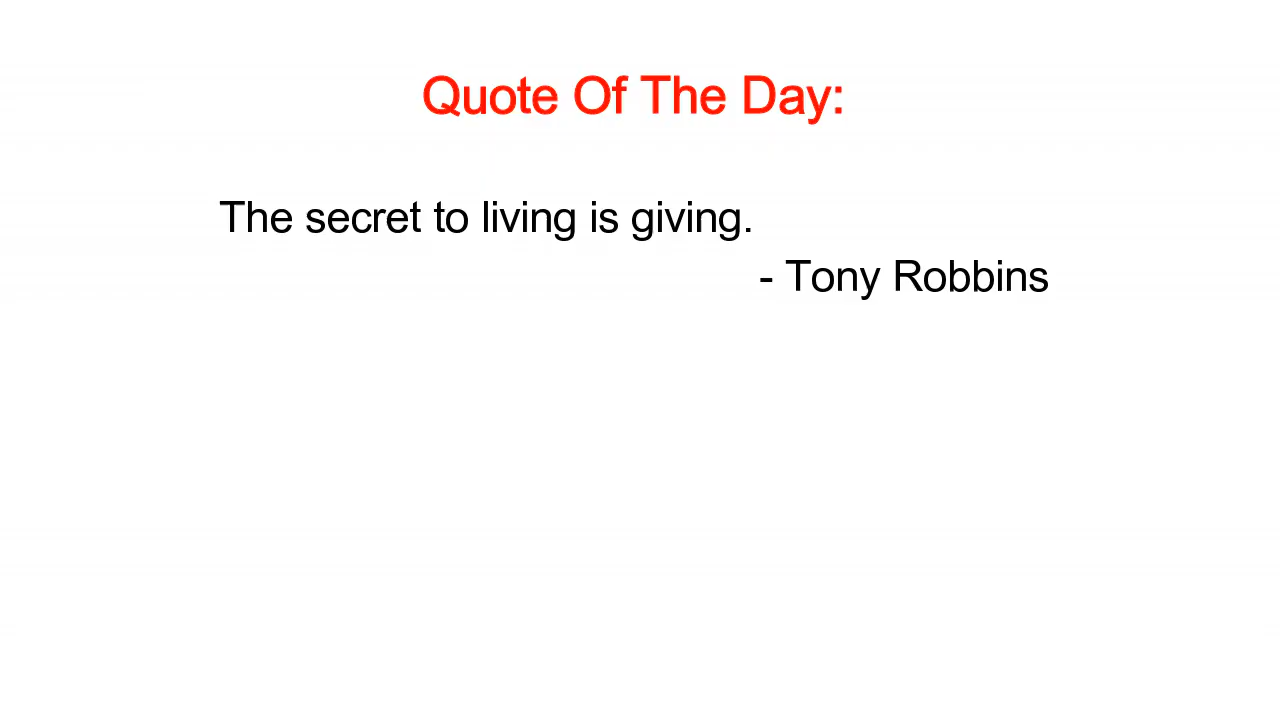 Quote Of The Day:
The secret to living is giving.
- Tony Robbins